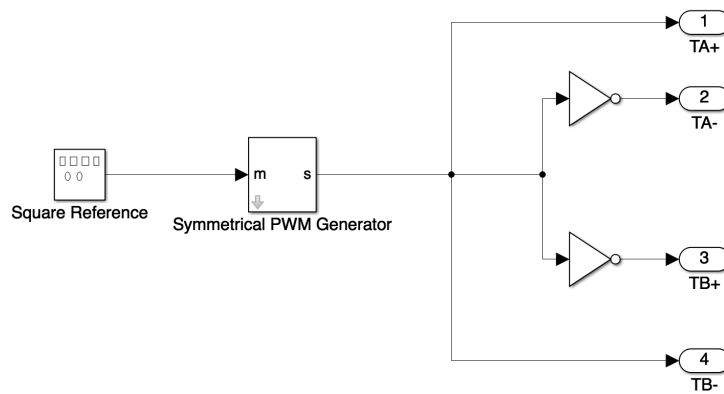 1
TA+
2
TA-
m s
Square Reference
Symmetrical PWM Generator
3
TB+
4
TB-